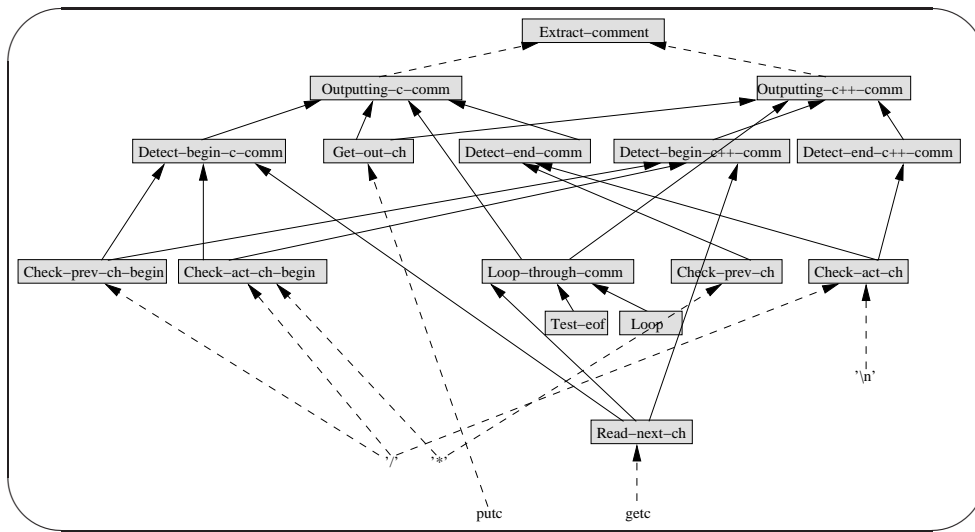 Extract–comment
Outputting–c–comm
Outputting–c++–comm
Detect–begin–c–comm
Get–out–ch
Detect–end–comm
Detect–begin–c++–comm
Detect–end–c++–comm
Check–prev–ch–begin
Check–act–ch–begin
Loop–through–comm
Check–prev–ch
Check–act–ch
Test–eof
Loop
'\n'
Read–next–ch
'/'
'*'
putc
getc